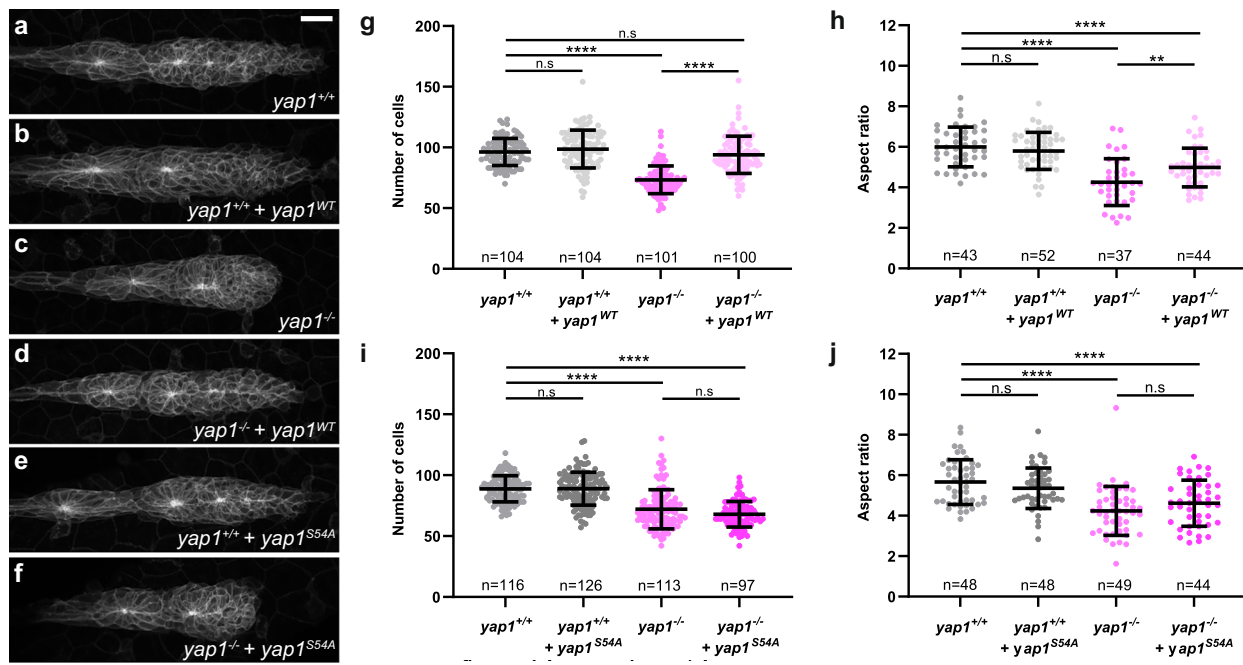 a
yap1+/+
b
yap1+/+ + yap1WT
c
yap1-/-
d
yap1-/- + yap1WT
e
yap1+/+ + yap1S54A
f
yap1-/- + yap1S54A
g
200
150
100
50
0
Number of cells
n.s
****
n.s
****
n=104
n=104
n=101
n=100
yap1+/+
yap1+/+
+ yap1WT
yap1-/-
yap1-/-
+ yap1WT
h
12
10
8
6
4
2
0
Aspect ratio
****
****
n.s
**
n=43
n=52
n=37
n=44
yap1+/+
yap1+/+
+ yap1WT
yap1-/-
yap1-/-
+ yap1WT
i
200
150
100
50
0
Number of cells
****
****
n.s
n.s
n=116
n=126
n=113
n=97
yap1+/+
yap1+/+
+ yap1S54A
yap1-/-
yap1-/-
+ yap1S54A
j
12
10
8
6
4
2
0
Aspect ratio
****
****
n.s
n.s
n=48
n=48
n=49
n=44
yap1+/+
yap1+/+
+ yap1S54A
yap1-/-
yap1-/-
+ yap1S54A